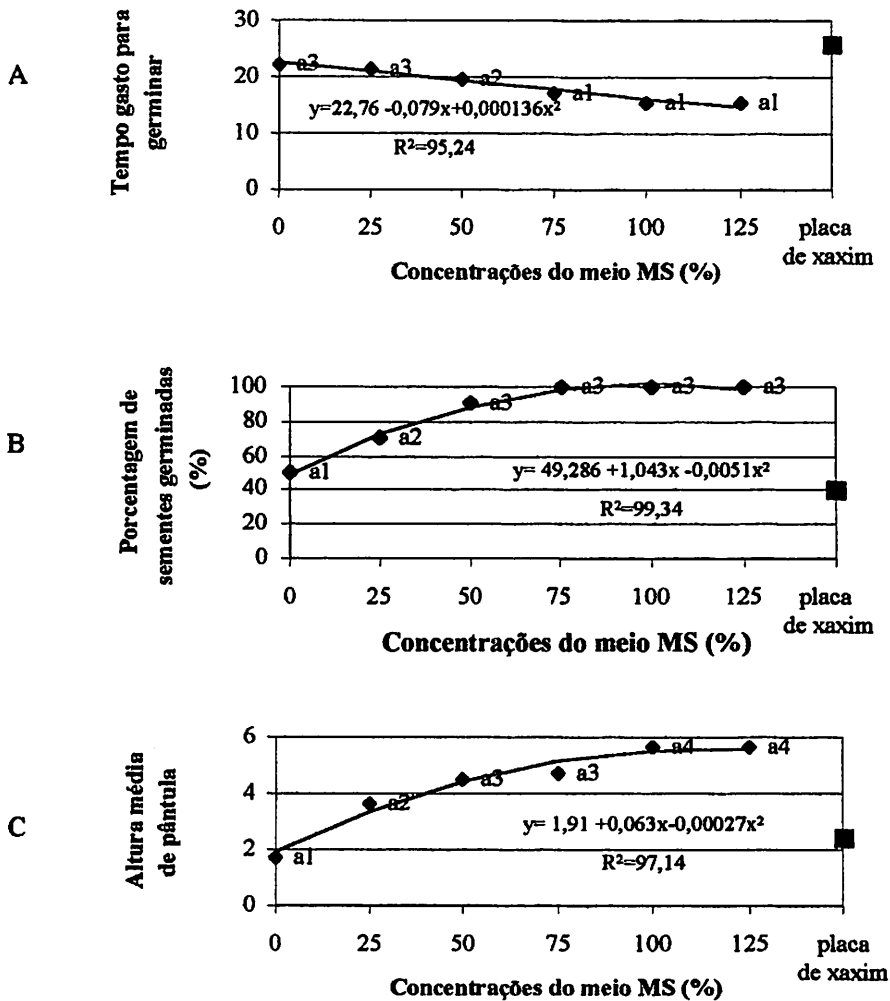 A
Tempo gasto para
germinar
30
20
10
0
a3
a3
a2
a1
a1
a1
y=22,76 -0,079x+0,000136x²
R²=95,24
0 25 50 75 100 125 placa
de xaxim
Concentrações do meio MS (%)
B
Porcentagem de
sementes germinadas
(%)
100
80
60
40
20
0
a1
a2
a3
a3
a3
a3
y= 49,286 +1,043x -0,0051x²
R²=99,34
0 25 50 75 100 125 placa
de xaxim
Concentrações do meio MS (%)
C
Altura média
de pântula
6
4
2
0
a1
a2
a3
a3
a4
a4
y= 1,91 +0,063x-0,00027x²
R²=97,14
0 25 50 75 100 125 placa
de xaxim
Concentrações do meio MS (%)